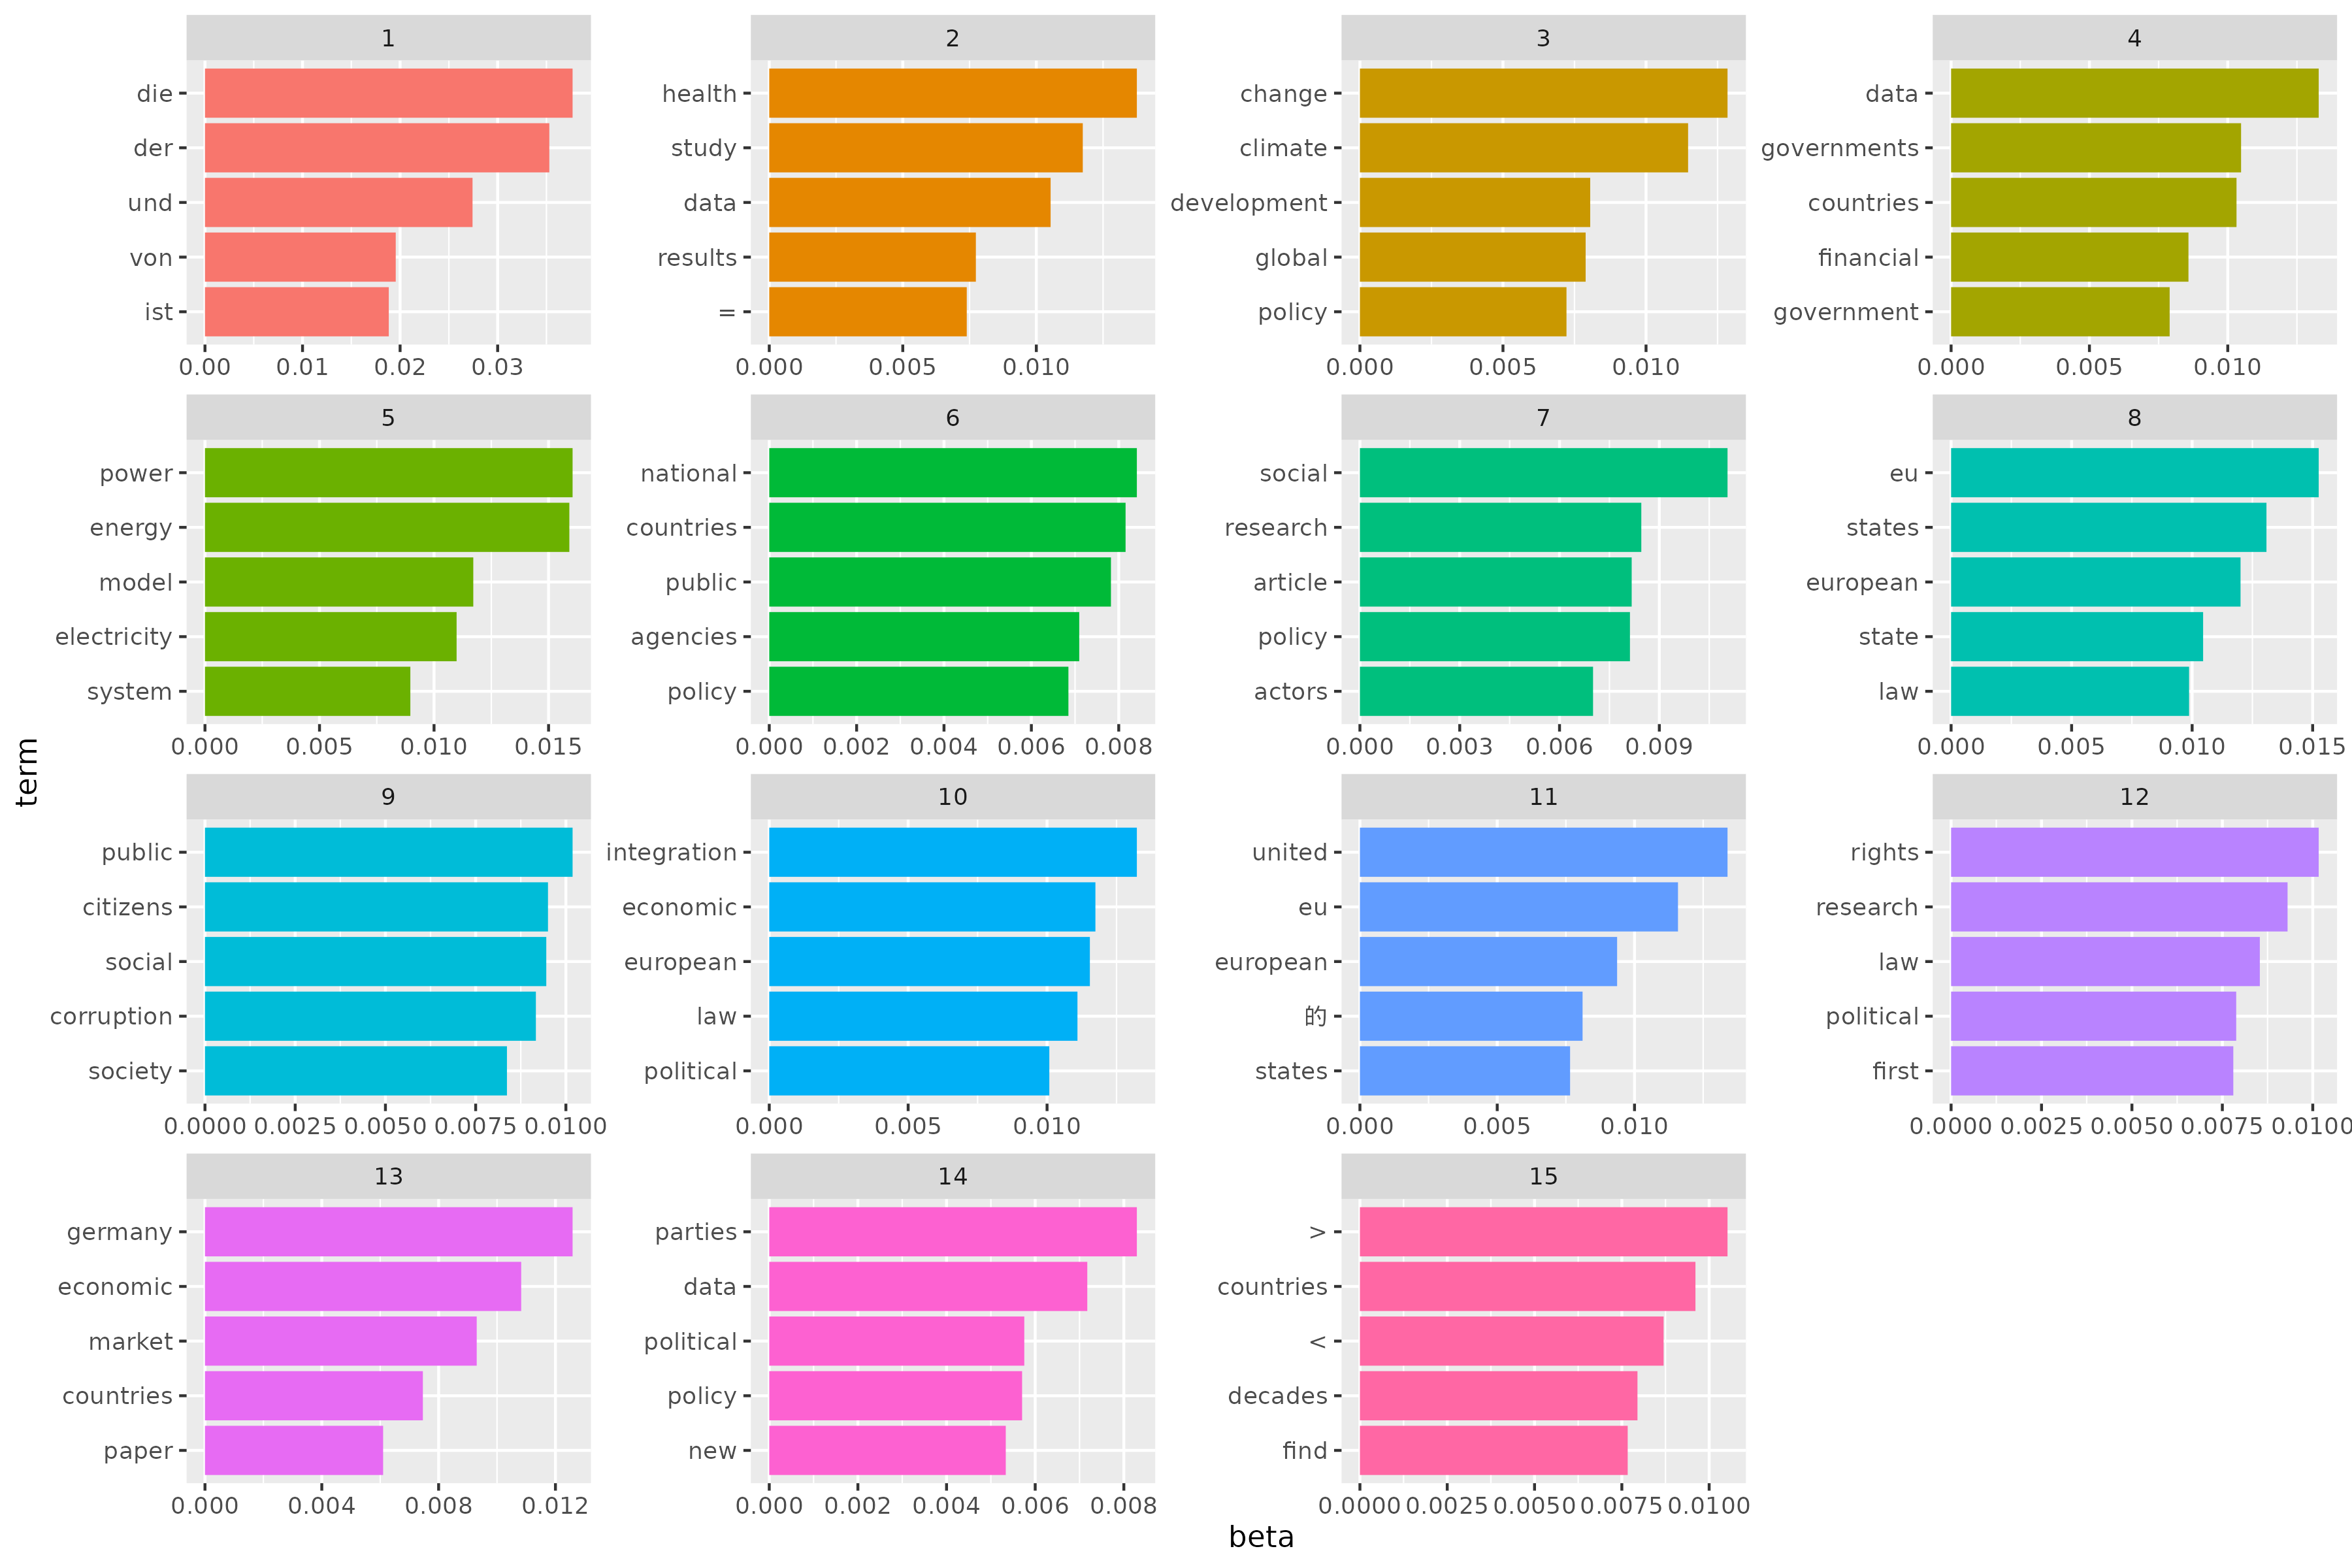 1
die
der
und
von
ist
0.00 0.01 0.02 0.03
2
health
study
data
results
=
0.000 0.005 0.010
3
change
climate
development
global
policy
0.000 0.005 0.010
4
data
governments
countries
financial
government
0.000 0.005 0.010
5
power
energy
model
electricity
system
0.000 0.005 0.010 0.015
6
national
countries
public
agencies
policy
0.000 0.002 0.004 0.006 0.008
7
social
research
article
policy
actors
0.000 0.003 0.006 0.009
8
eu
states
european
state
law
0.000 0.005 0.010 0.015
9
public
citizens
social
corruption
society
0.0000 0.0025 0.0050 0.0075 0.0100
10
integration
economic
european
law
political
0.000 0.005 0.010
11
united
eu
european
的
states
0.000 0.005 0.010
12
rights
research
law
political
first
0.0000 0.0025 0.0050 0.0075 0.0100
13
germany
economic
market
countries
paper
0.000 0.004 0.008 0.012
14
parties
data
political
policy
new
0.000 0.002 0.004 0.006 0.008
15
>
countries
<
decades
find
0.0000 0.0025 0.0050 0.0075 0.0100
term
beta